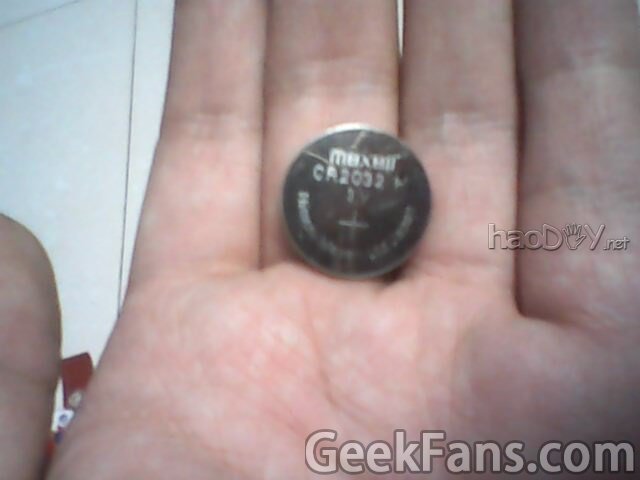 maxell
CR2032
3V
+
haoDIY.net
GeekFans.com